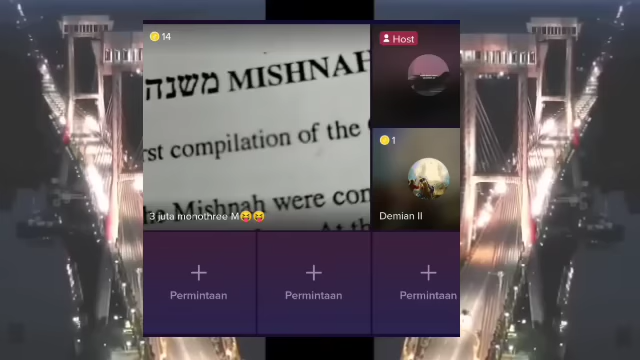 14
משנה MISHNAH
rst compilation of the
Mishnah were con
3 juta monothree M😝😝
Host
1
Demian II
Permintaan
Permintaan
Permintaan